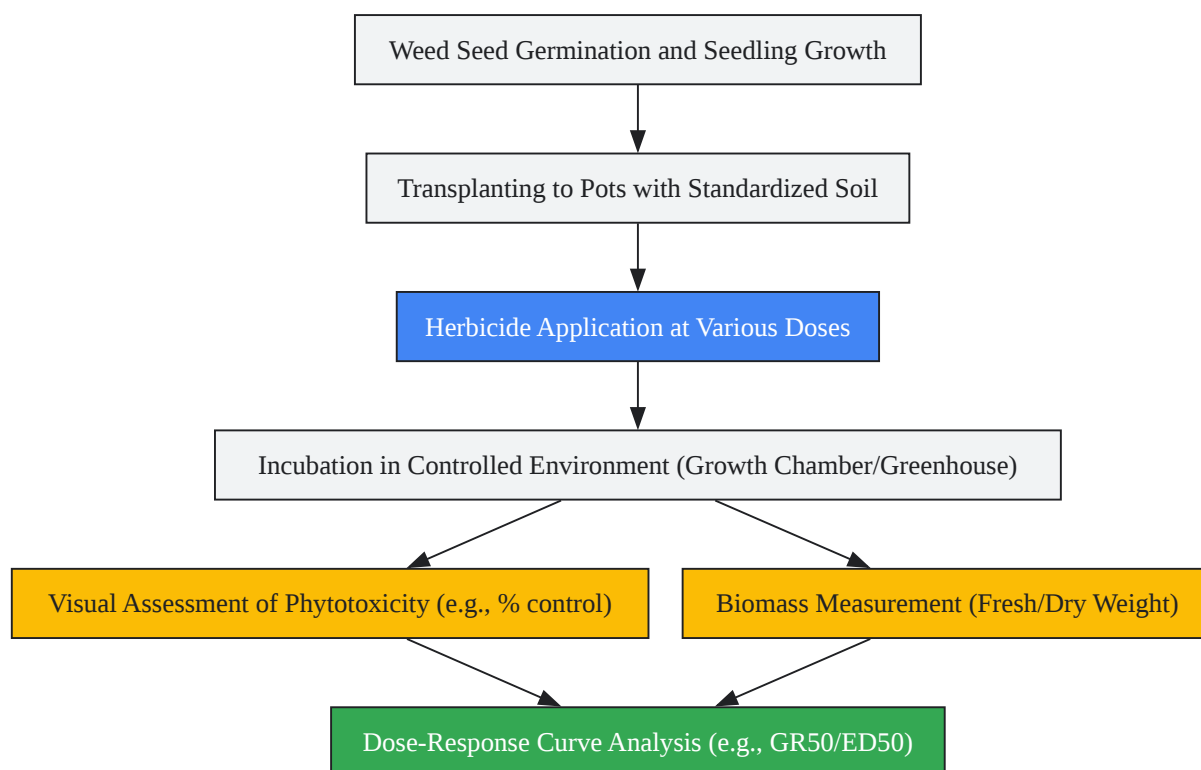 Weed Seed Germination and Seedling Growth
Transplanting to Pots with Standardized Soil
Herbicide Application at Various Doses
Incubation in Controlled Environment (Growth Chamber/Greenhouse)
Visual Assessment of Phytotoxicity (e.g., % control)
Biomass Measurement (Fresh/Dry Weight)
Dose-Response Curve Analysis (e.g., GR50/ED50)